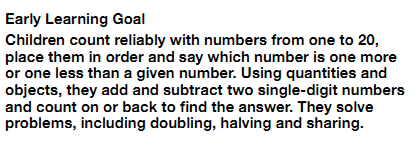 Early Learning Goal
Children count reliably with numbers from one to 20,
place them in order and say which number is one more
or one less than a given number. Using quantities and
objects, they add and subtract two single-digit numbers
and count on or back to find the answer. They solve
problems, including doubling, halving and sharing.